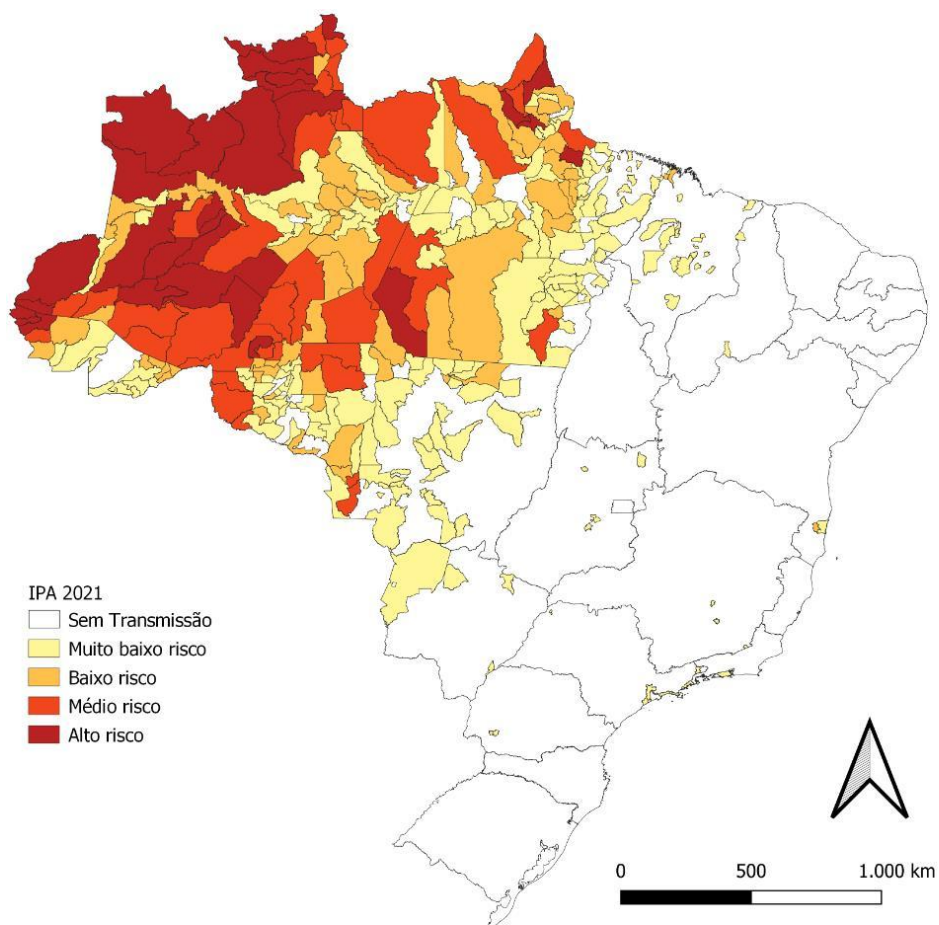 IPA 2021
Sem Transmissão
Muito baixo risco
Baixo risco
Médio risco
Alto risco
0 500 1.000 km